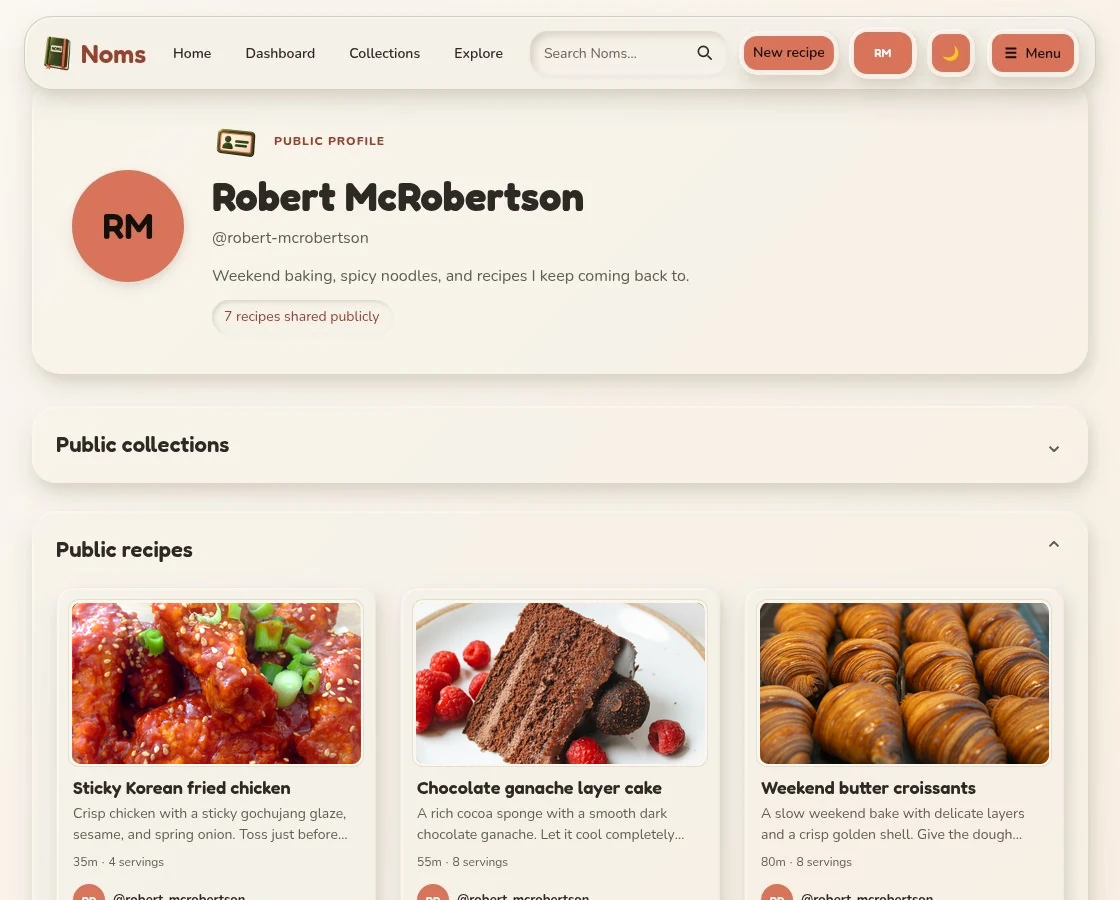 Noms
Home
Dashboard
Collections
Explore
Search Noms...
New recipe
RM
Menu
PUBLIC PROFILE
RM
Robert McRobertson
@robert-mcrobertson
Weekend baking, spicy noodles, and recipes I keep coming back to.
7 recipes shared publicly
Public collections
Public recipes
Sticky Korean fried chicken
Crisp chicken with a sticky gochujang glaze,
sesame, and spring onion. Toss just before...
35m · 4 servings
@robert_mcrobertson
Chocolate ganache layer cake
A rich cocoa sponge with a smooth dark
chocolate ganache. Let it cool completely...
55m · 8 servings
@robert_mcrobertson
Weekend butter croissants
A slow weekend bake with delicate layers
and a crisp golden shell. Give the dough...
80m · 8 servings
@robert_mcrobertson